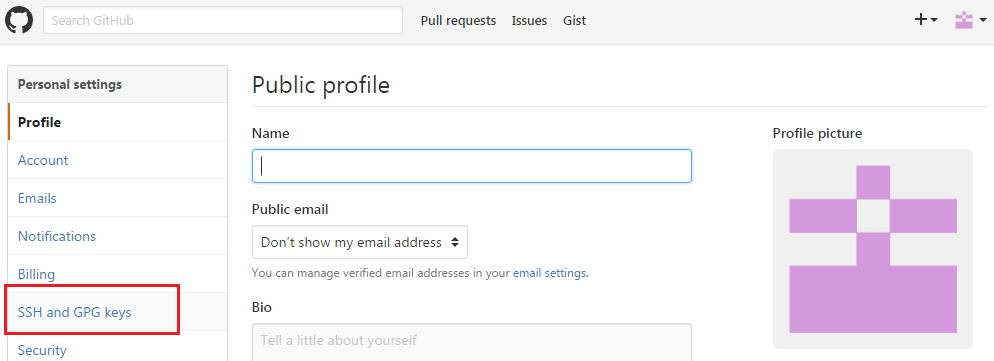 Search GitHub
Pull requests Issues Gist
Personal settings
Profile
Account
Emails
Notifications
Billing
SSH and GPG keys
Security
Public profile
Name
Public email
Don't show my email address
You can manage verified email addresses in your email settings.
Bio
Tell a little about yourself
Profile picture